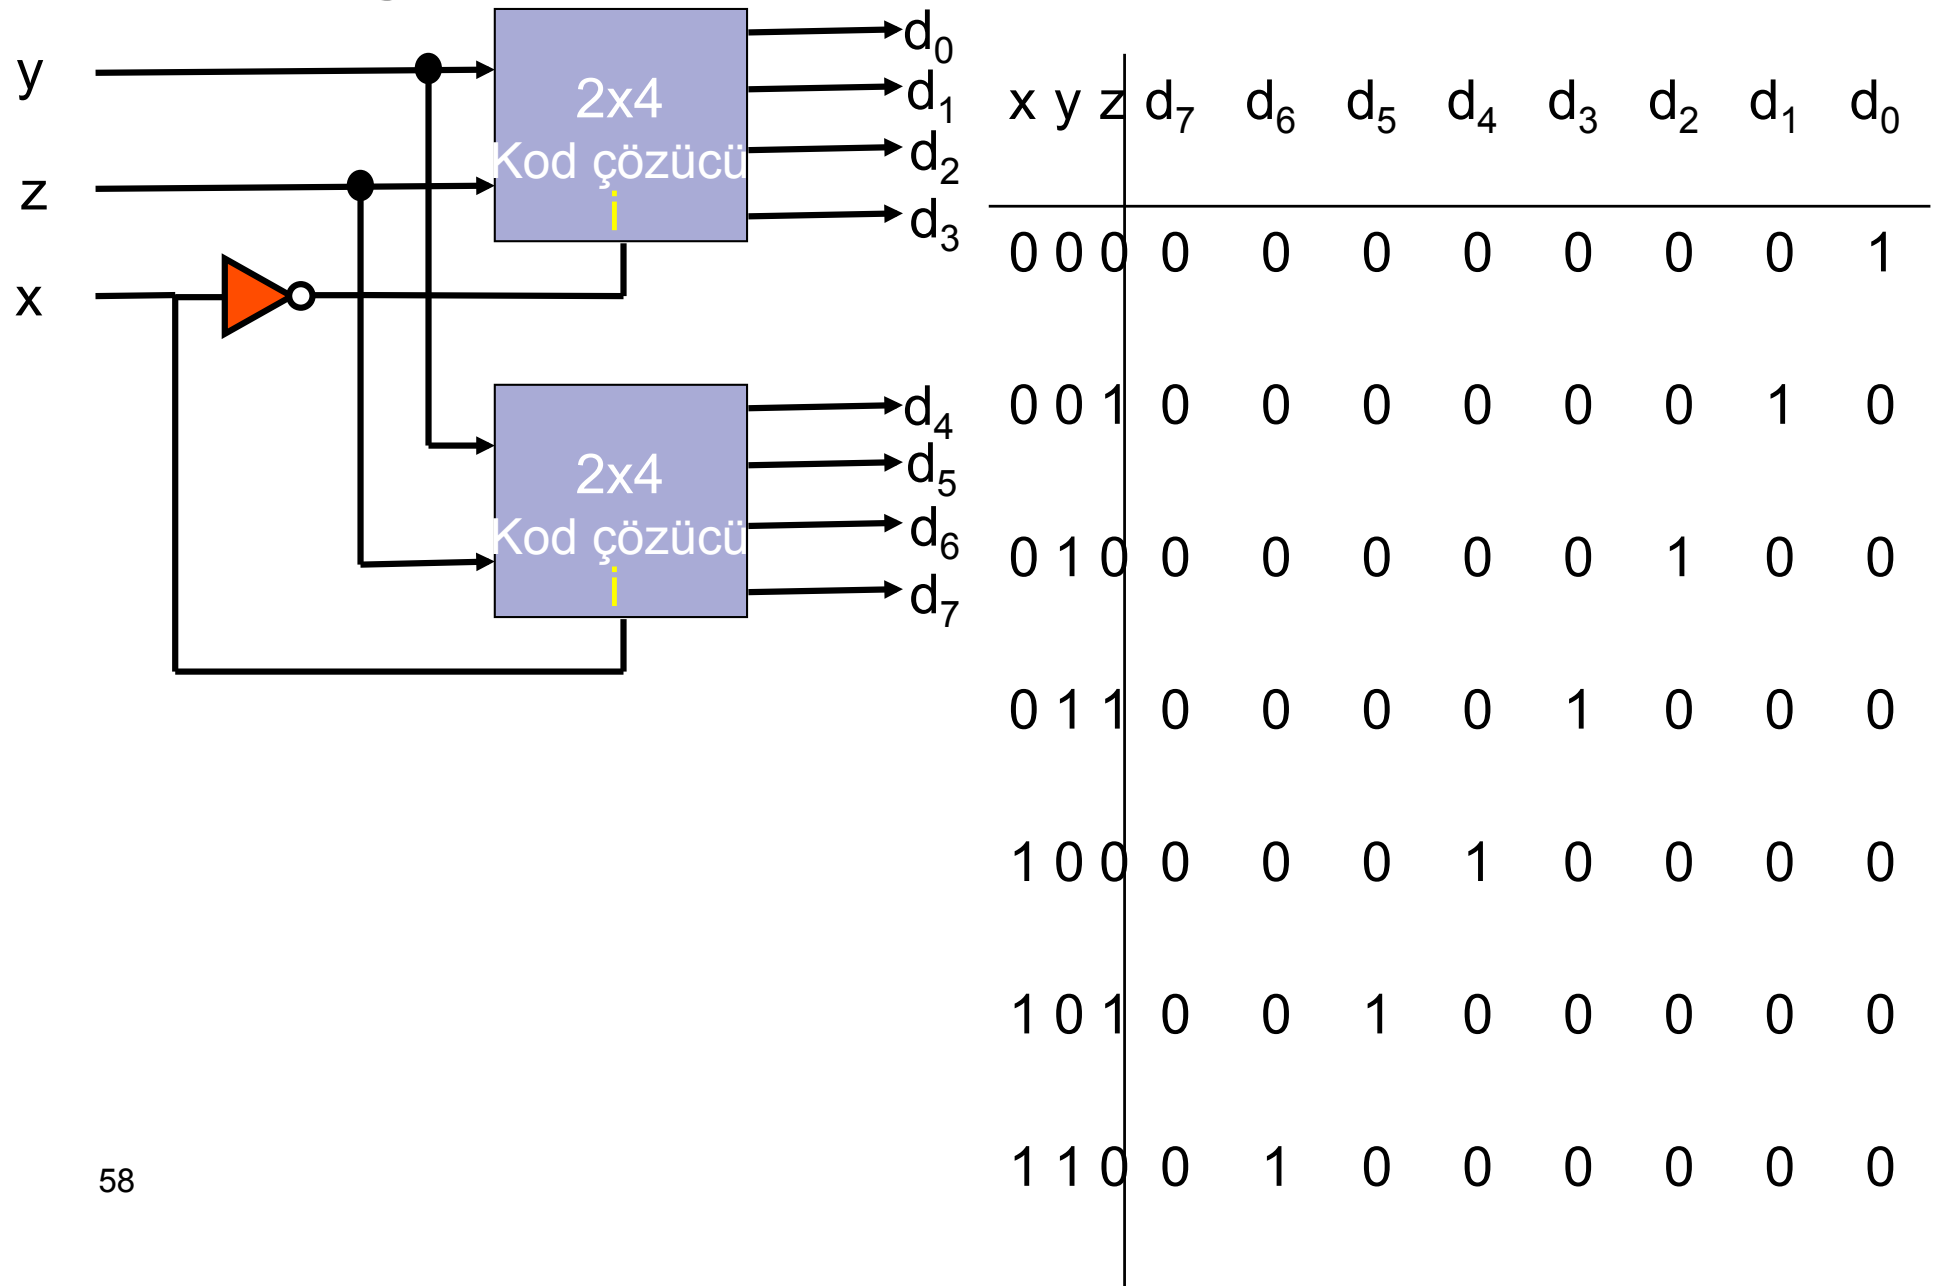 y
z
x
2x4
Kod çözücü
i
d0
d1
d2
d3
2x4
Kod çözücü
i
d4
d5
d6
d7
x y z d7 d6 d5 d4 d3 d2 d1 d0
0 0 0 0 0 0 0 0 0 0 1
0 0 1 0 0 0 0 0 0 1 0
0 1 0 0 0 0 0 0 1 0 0
0 1 1 0 0 0 0 1 0 0 0
1 0 0 0 0 0 1 0 0 0 0
1 0 1 0 0 1 0 0 0 0 0
1 1 0 0 1 0 0 0 0 0 0
58